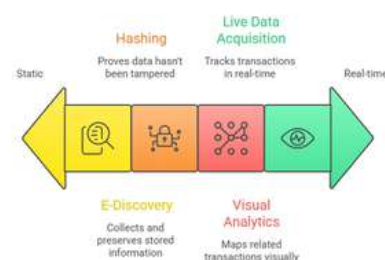 Live Data
Acquisition
Hashing
Proves data hasn't
been tampered
Tracks transactions
in real-time
Static
Real-time
E-Discovery
Collects and
preserves stored
information
Visual
Analytics
Maps related
transactions visually